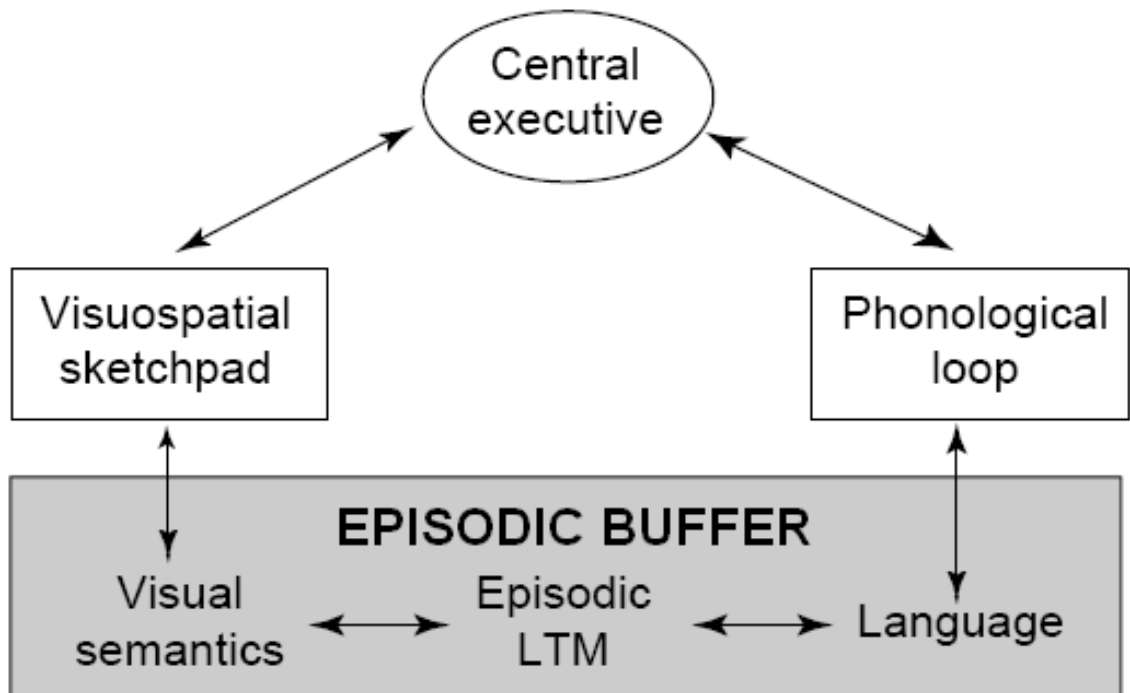 Central
executive
Visuospatial
sketchpad
Phonological
loop
EPISODIC BUFFER
Visual
semantics
Episodic
LTM
Language